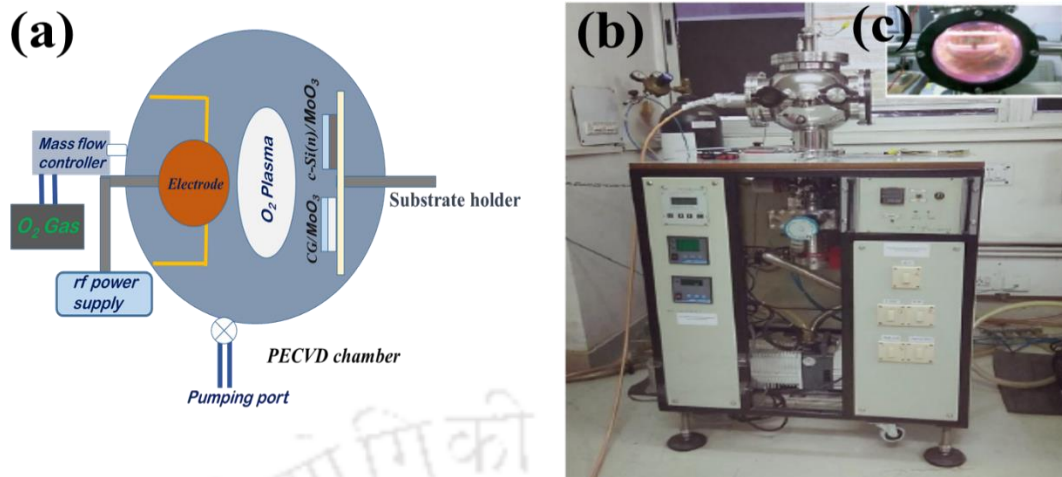 (a)
Mass flow
controller
O₂ Gas
rf power
supply
Electrode
O₂ Plasma
c-Si(n)/MoO₃
CG/MoO₃
Substrate holder
PECVD chamber
Pumping port
(b)
(c)